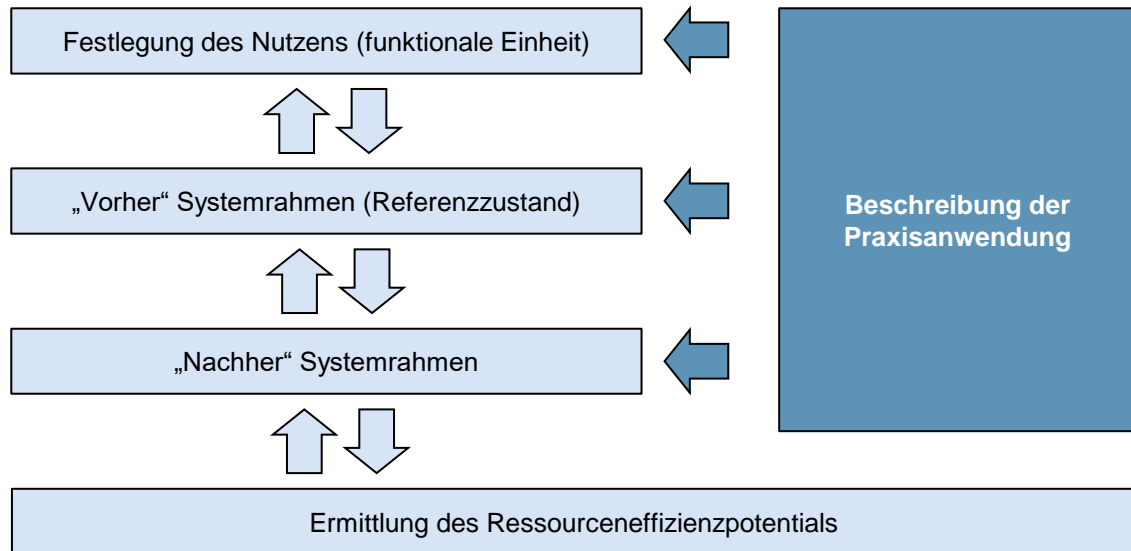 Festlegung des Nutzens (funktionale Einheit)
„Vorher“ Systemrahmen (Referenzzustand)
Beschreibung der
Praxisanwendung
„Nachher“ Systemrahmen
Ermittlung des Ressourceneffizienzpotentials